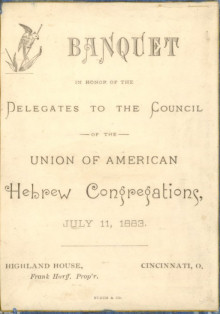 BANQUET
IN HONOR OF THE
DELEGATES TO THE COUNCIL
OF THE
UNION OF AMERICAN
Hebrew Congregations,
JULY 11, 1883.
HIGHLAND HOUSE, CINCINNATI, O.
Frank Harff, Prop'r.
& CO.